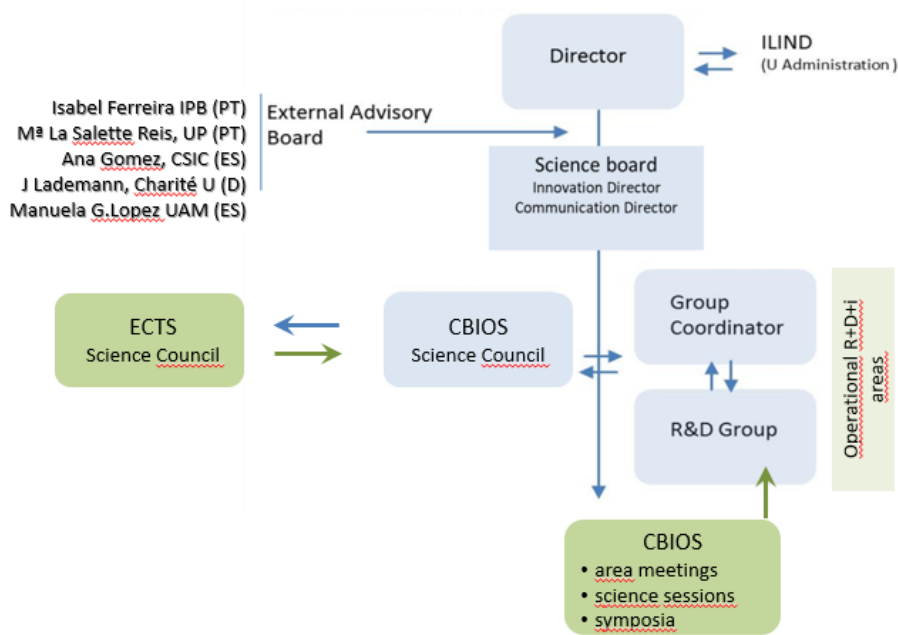 Director
ILIND
(U Administration )
Isabel Ferreira IPB (PT)
Mª La Salette Reis, UP (PT)
Ana Gomez, CSIC (ES)
J Lademann, Charité U (D)
Manuela G.Lopez UAM (ES)
External Advisory
Board
Science board
Innovation Director
Communication Director
ECTS
Science Council
CBIOS
Science Council
Group
Coordinator
R&D Group
Operational R+D+i
areas
CBIOS
• area meetings
• science sessions
• symposia